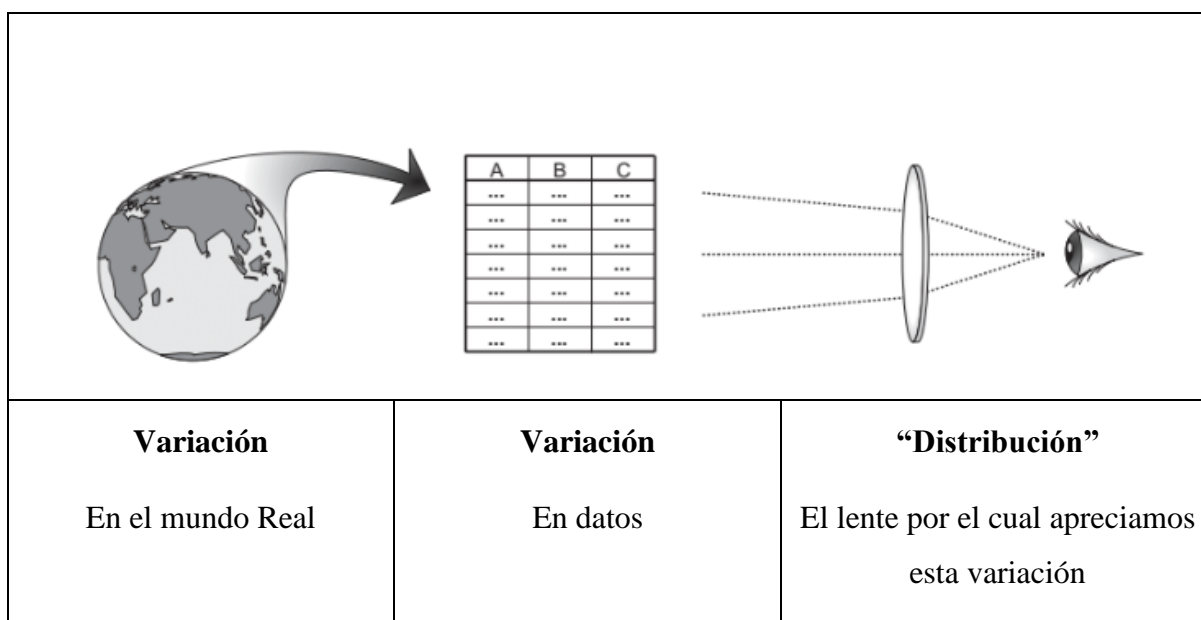 A B C
... ... ...
... ... ...
... ... ...
... ... ...
... ... ...
... ... ...
... ... ...
Variación
En el mundo Real
Variación
En datos
“Distribución”
El lente por el cual apreciamos
esta variación